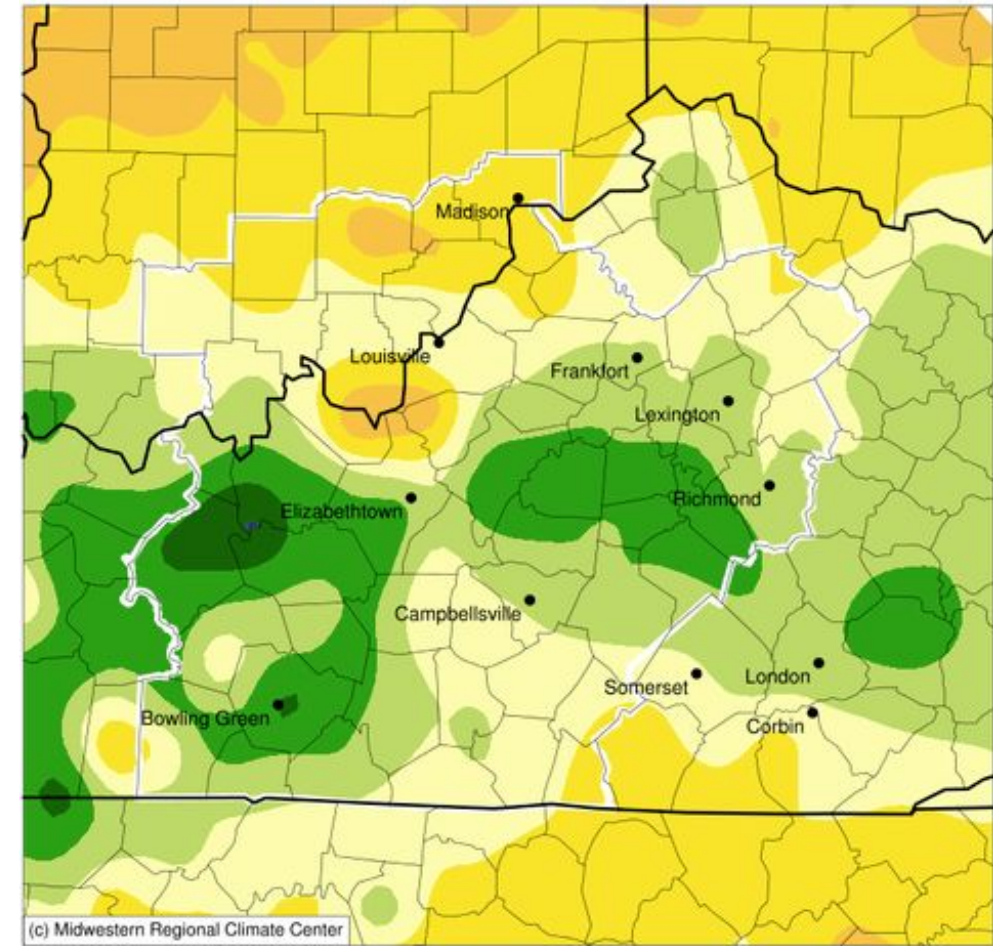 Madison
Louisville
Frankfort
Lexington
Richmond
Elizabethtown
Campbellsville
Somerset
London
Bowling Green
Corbin
(c) Midwestern Regional Climate Center